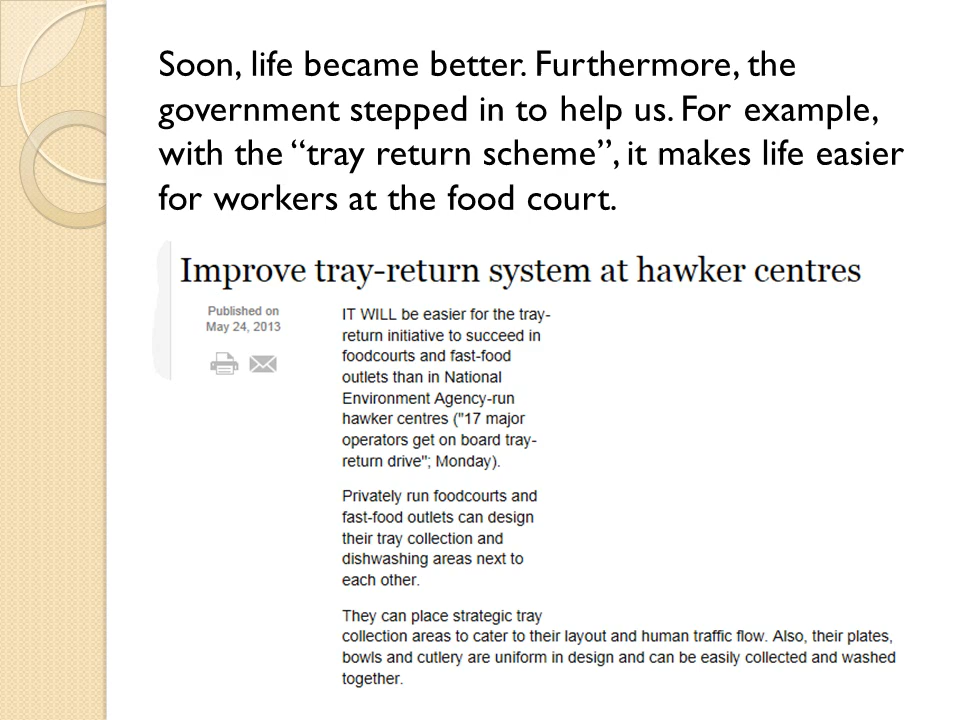 Soon, life became better. Furthermore, the
government stepped in to help us. For example,
with the “tray return scheme”, it makes life easier
for workers at the food court.
Improve tray-return system at hawker centres
Published on
May 24, 2013
IT WILL be easier for the tray-
return initiative to succeed in
foodcourts and fast-food
outlets than in National
Environment Agency-run
hawker centres ("17 major
operators get on board tray-
return drive"; Monday).
Privately run foodcourts and
fast-food outlets can design
their tray collection and
dishwashing areas next to
each other.
They can place strategic tray
collection areas to cater to their layout and human traffic flow. Also, their plates,
bowls and cutlery are uniform in design and can be easily collected and washed
together.